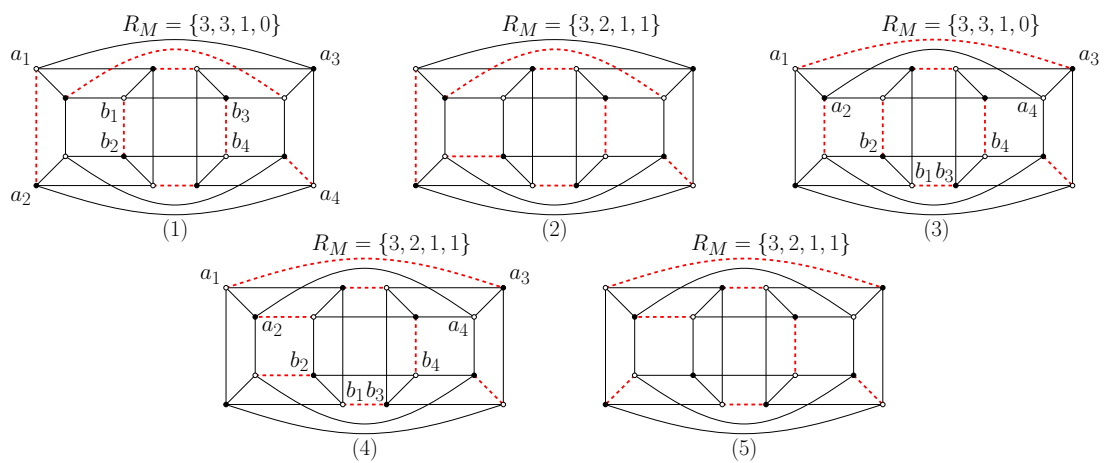 R_M = {3, 3, 1, 0}
R_M = {3, 2, 1, 1}
R_M = {3, 3, 1, 0}
a_1
a_3
a_1
a_3
b_1
b_3
a_2
a_4
b_2
b_4
b_2
b_4
b_1 b_3
a_2
a_4
(1)
(2)
(3)
R_M = {3, 2, 1, 1}
R_M = {3, 2, 1, 1}
a_1
a_3
a_2
a_4
b_2
b_4
b_1 b_3
(4)
(5)